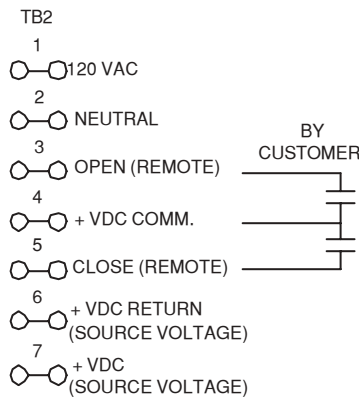 TB2
1
120 VAC
2
NEUTRAL
3
OPEN (REMOTE)
BY
CUSTOMER
4
+ VDC COMM.
5
CLOSE (REMOTE)
6
+ VDC RETURN
(SOURCE VOLTAGE)
7
+ VDC
(SOURCE VOLTAGE)